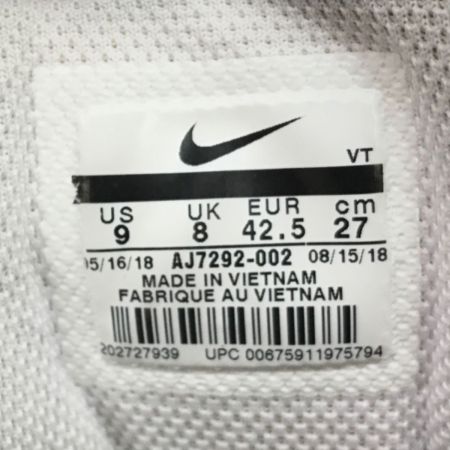 VT
US UK EUR cm
9 8 42.5 27
05/16/18 AJ7292-002 08/15/18
MADE IN VIETNAM
FABRIQUE AU VIETNAM
202727939 UPC 00675911975794